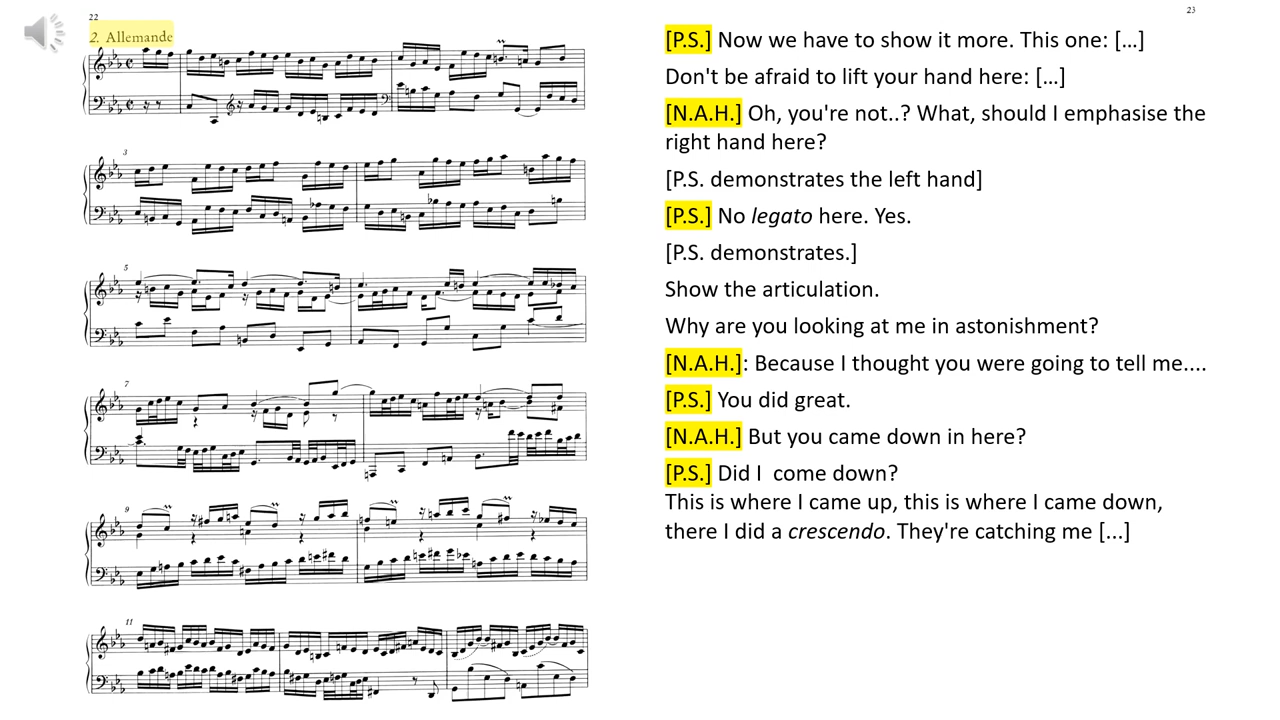 22
2. Allemande
3
5
7
9
11
23
[P.S.] Now we have to show it more. This one: […]
Don't be afraid to lift your hand here: […]
[N.A.H.] Oh, you're not..? What, should I emphasise the
right hand here?
[P.S. demonstrates the left hand]
[P.S.] No legato here. Yes.
[P.S. demonstrates.]
Show the articulation.
Why are you looking at me in astonishment?
[N.A.H.]: Because I thought you were going to tell me....
[P.S.] You did great.
[N.A.H.] But you came down in here?
[P.S.] Did I  come down?
This is where I came up, this is where I came down,
there I did a crescendo. They're catching me […]